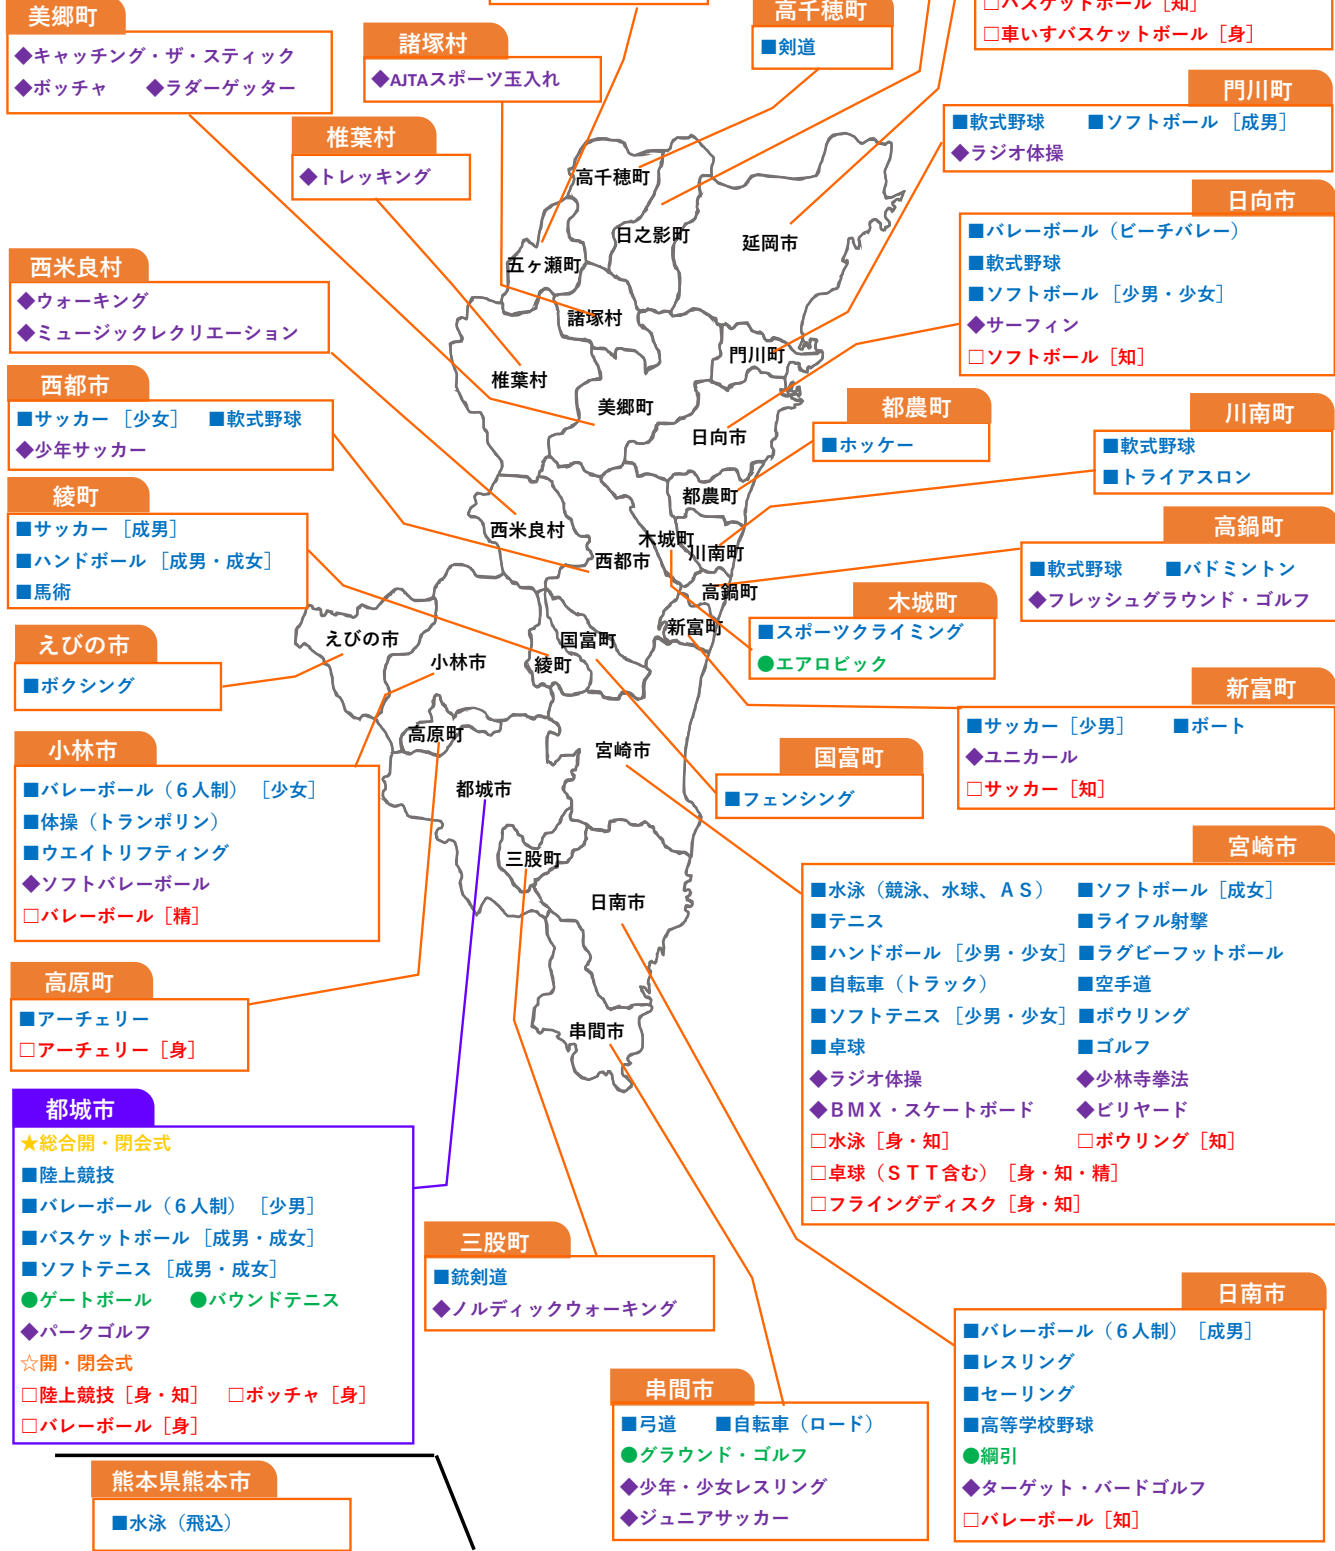 美郷町
◆キャッチング・ザ・スティック
◆ボッチャ ◆ラダーゲッター
諸塚村
◆AJTAスポーツ玉入れ
高千穂町
■剣道
□バスケットボール［知］
□車いすバスケットボール［身］
椎葉村
◆トレッキング
門川町
■軟式野球 ■ソフトボール［成男］
◆ラジオ体操
日向市
■バレーボール（ビーチバレー）
■軟式野球
■ソフトボール［少男・少女］
◆サーフィン
□ソフトボール［知］
西米良村
◆ウォーキング
◆ミュージックレクリエーション
西都市
■サッカー［少女］ ■軟式野球
◆少年サッカー
都農町
■ホッケー
川南町
■軟式野球
■トライアスロン
綾町
■サッカー［成男］
■ハンドボール［成男・成女］
■馬術
高鍋町
■軟式野球 ■バドミントン
◆フレッシュグラウンド・ゴルフ
木城町
■スポーツクライミング
●エアロビック
えびの市
■ボクシング
新富町
■サッカー［少男］ ■ボート
◆ユニカール
□サッカー［知］
小林市
■バレーボール（６人制）［少女］
■体操（トランポリン）
■ウエイトリフティング
◆ソフトバレーボール
□バレーボール［精］
国富町
■フェンシング
高千穂町
日之影町
延岡市
五ヶ瀬町
諸塚村
門川町
椎葉村
美郷町
日向市
都農町
西米良村
木城町
川南町
西都市
高鍋町
新富町
えびの市
国富町
小林市
綾町
高原町
宮崎市
都城市
三股町
日南市
串間市
宮崎市
■水泳（競泳、水球、ＡＳ） ■ソフトボール［成女］
■テニス ■ライフル射撃
■ハンドボール［少男・少女］ ■ラグビーフットボール
■自転車（トラック） ■空手道
■ソフトテニス［少男・少女］ ■ボウリング
■卓球 ■ゴルフ
◆ラジオ体操 ◆少林寺拳法
◆ＢＭＸ・スケートボード ◆ビリヤード
□水泳［身・知］ □ボウリング［知］
□卓球（ＳＴＴ含む）［身・知・精］
□フライングディスク［身・知］
高原町
■アーチェリー
□アーチェリー［身］
都城市
★総合開・閉会式
■陸上競技
■バレーボール（６人制）［少男］
■バスケットボール［成男・成女］
■ソフトテニス［成男・成女］
●ゲートボール ●バウンドテニス
◆パークゴルフ
☆開・閉会式
□陸上競技［身・知］ □ボッチャ［身］
□バレーボール［身］
三股町
■銃剣道
◆ノルディックウォーキング
日南市
■バレーボール（６人制）［成男］
■レスリング
■セーリング
■高等学校野球
●綱引
◆ターゲット・バードゴルフ
□バレーボール［知］
串間市
■弓道 ■自転車（ロード）
●グラウンド・ゴルフ
◆少年・少女レスリング
◆ジュニアサッカー
熊本県熊本市
■水泳（飛込）